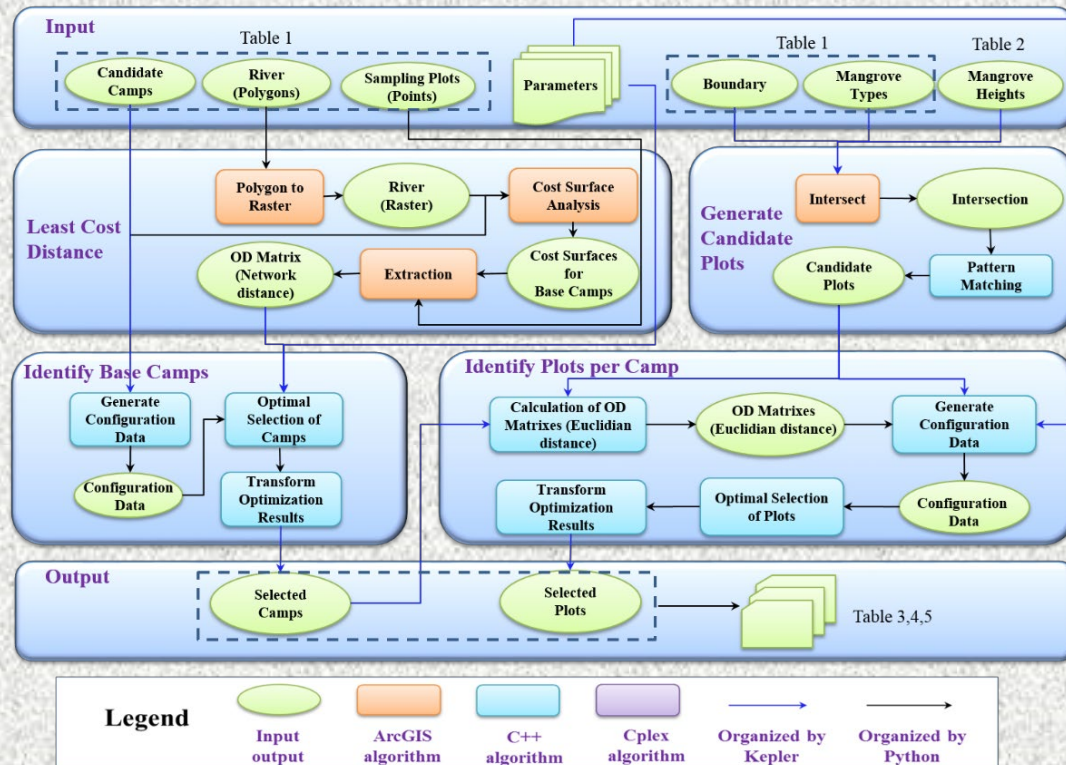 Input
Table 1
Candidate
Camps
River
(Polygons)
Sampling Plots
(Points)
Parameters
Table 1
Boundary
Mangrove
Types
Table 2
Mangrove
Heights
Least Cost
Distance
Polygon to
Raster
River
(Raster)
Cost Surface
Analysis
OD Matrix
(Network
distance)
Extraction
Cost Surfaces
for
Base Camps
Generate
Candidate
Plots
Intersect
Intersection
Candidate
Plots
Pattern
Matching
Identify Base Camps
Generate
Configuration
Data
Optimal
Selection of
Camps
Configuration
Data
Transform
Optimization
Results
Identify Plots per Camp
Calculation of OD
Matrixes (Euclidian
distance)
OD Matrixes
(Euclidian distance)
Generate
Configuration
Data
Transform
Optimization
Results
Optimal Selection
of Plots
Configuration
Data
Output
Selected
Camps
Selected
Plots
Table 3,4,5
Legend
Input
output
ArcGIS
algorithm
C++
algorithm
Cplex
algorithm
Organized by
Kepler
Organized by
Python